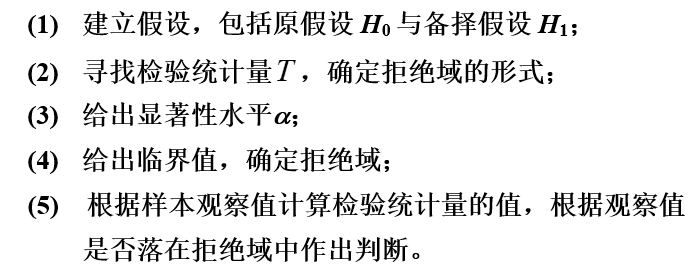 (1) 建立假设，包括原假设 H₀ 与备择假设 H₁；
(2) 寻找检验统计量T，确定拒绝域的形式；
(3) 给出显著性水平α；
(4) 给出临界值，确定拒绝域；
(5) 根据样本观察值计算检验统计量的值，根据观察值
是否落在拒绝域中作出判断。